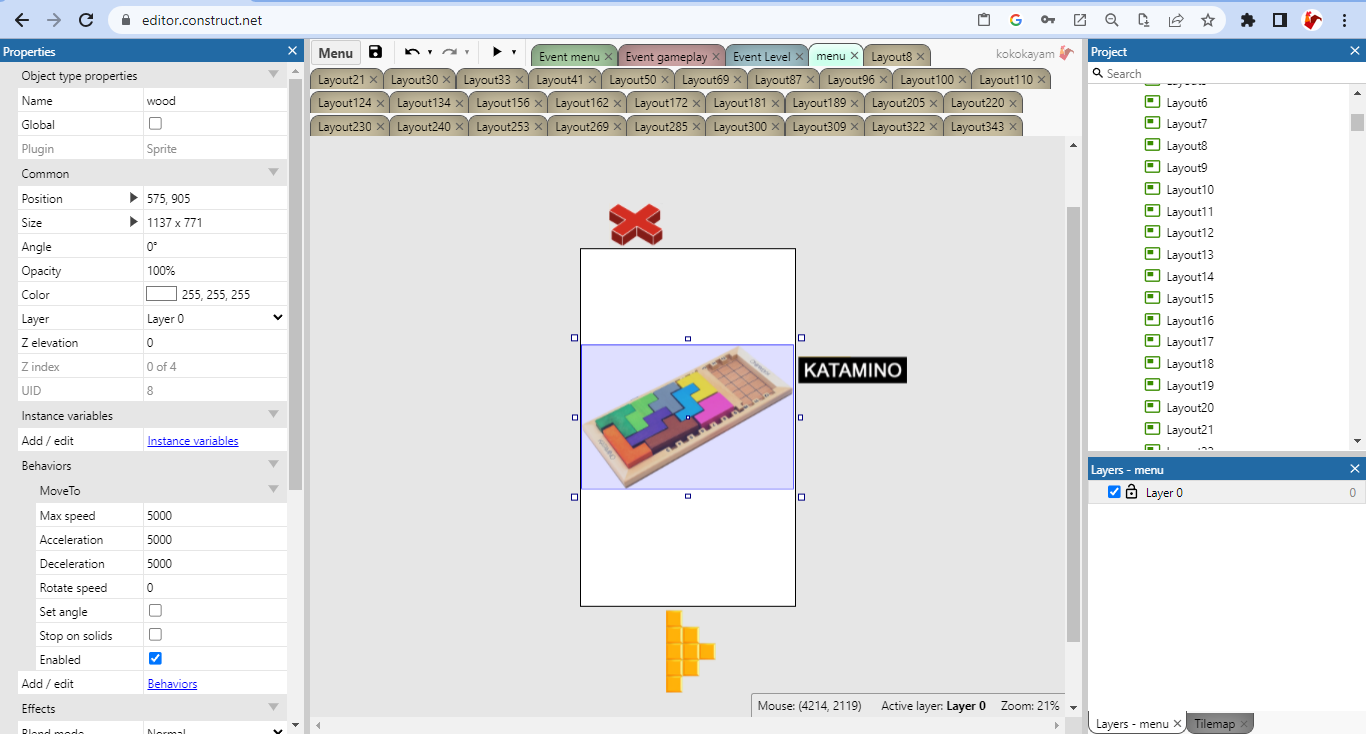 editor.construct.net
Properties
Menu
Event menu
Event gameplay
Event Level
menu
Layout8
kokokayam
Project
Layout21
Layout30
Layout33
Layout41
Layout50
Layout69
Layout87
Layout96
Layout100
Layout110
Layout124
Layout134
Layout156
Layout162
Layout172
Layout181
Layout189
Layout205
Layout220
Layout230
Layout240
Layout253
Layout269
Layout285
Layout300
Layout309
Layout322
Layout343
Object type properties
Name wood
Global
Plugin Sprite
Common
Position 575, 905
Size 1137 x 771
Angle 0°
Opacity 100%
Color 255, 255, 255
Layer Layer 0
Z elevation 0
Z index 0 of 4
UID 8
Instance variables
Add / edit Instance variables
Behaviors
MoveTo
Max speed 5000
Acceleration 5000
Deceleration 5000
Rotate speed 0
Set angle
Stop on solids
Enabled
Add / edit Behaviors
Effects
Blend mode Normal
KATAMINO
Mouse: (4214, 2119) Active layer: Layer 0 Zoom: 21%
Search
Layout6
Layout7
Layout8
Layout9
Layout10
Layout11
Layout12
Layout13
Layout14
Layout15
Layout16
Layout17
Layout18
Layout19
Layout20
Layout21
Layers - menu
Layer 0 0
Layers - menu
Tilemap